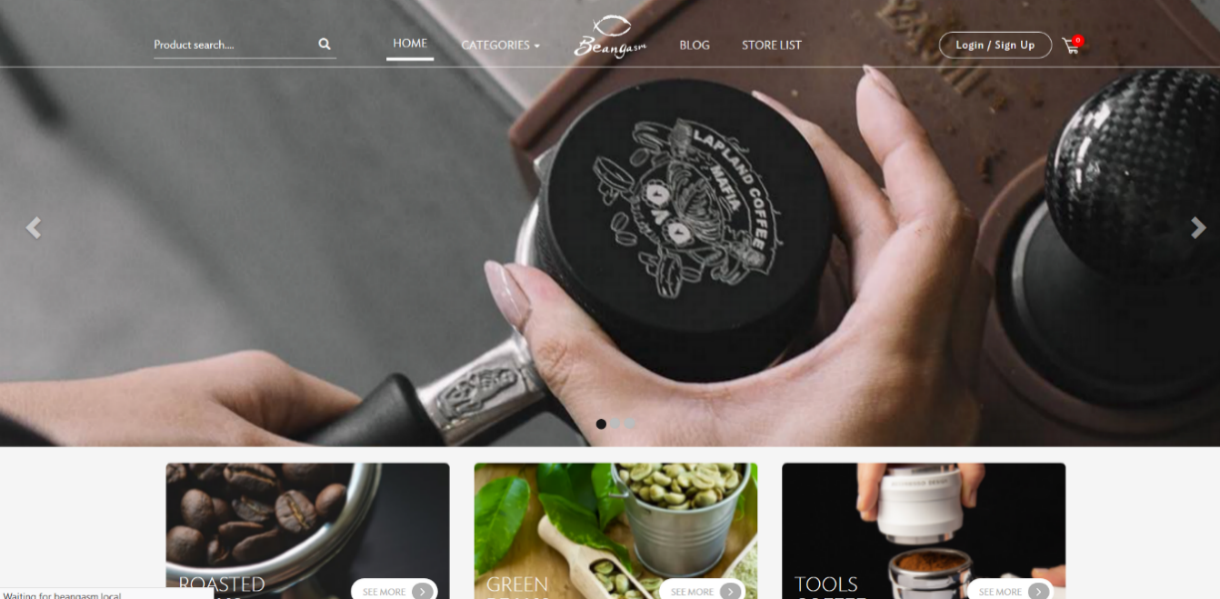 Product search....
HOME
CATEGORIES
Beangasm
BLOG
STORE LIST
Login / Sign Up
0
LAPLAND COFFEE
MAFIA
ROASTED
SEE MORE
GREEN
SEE MORE
TOOLS
COFFEE
SEE MORE
Waiting for beangasm.local